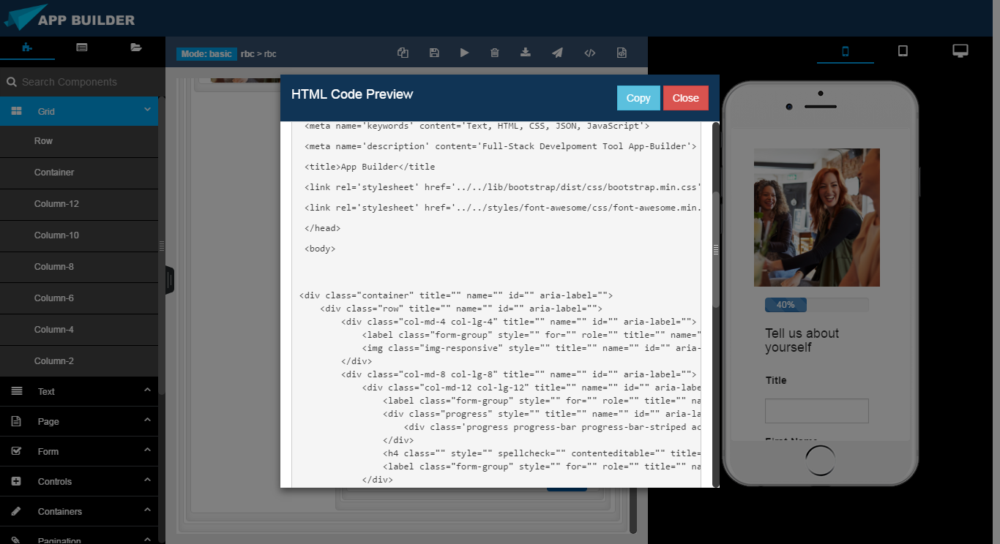 APP BUILDER
Mode: basic rbc > rbc
Search Components
Grid
Row
Container
Column-12
Column-10
Column-8
Column-6
Column-4
Column-2
Text
Page
Form
Controls
Containers
Pagination
HTML Code Preview
Copy
Close
<meta name='keywords' content='Text, HTML, CSS, JSON, JavaScript'>
<meta name='description' content='Full-Stack Develpoment Tool App-Builder'>
<title>App Builder</title
<link rel='stylesheet' href='../../lib/bootstrap/dist/css/bootstrap.min.css'
<link rel='stylesheet' href='../../styles/font-awesome/css/font-awesome.min.
</head>
<body>
<div class="container" title="" name="" id="" aria-label="">
<div class="row" title="" name="" id="" aria-label="">
<div class="col-md-4 col-lg-4" title="" name="" id="" aria-label="">
<label class="form-group" style="" for="" role="" title="" name="
<img class="img-responsive" style="" title="" name="" id="" aria-
</div>
<div class="col-md-8 col-lg-8" title="" name="" id="" aria-label="">
<div class="col-md-12 col-lg-12" title="" name="" id="" aria-labe
<label class="form-group" style="" for="" role="" title="" na
<div class="progress" style="" title="" name="" id="" aria-la
<div class='progress progress-bar progress-bar-striped ac
</div>
<h4 class="" style="" spellcheck="" contenteditable="" title=
<label class="form-group" style="" for="" role="" title="" na
</div>
40%
Tell us about
yourself
Title
First Name